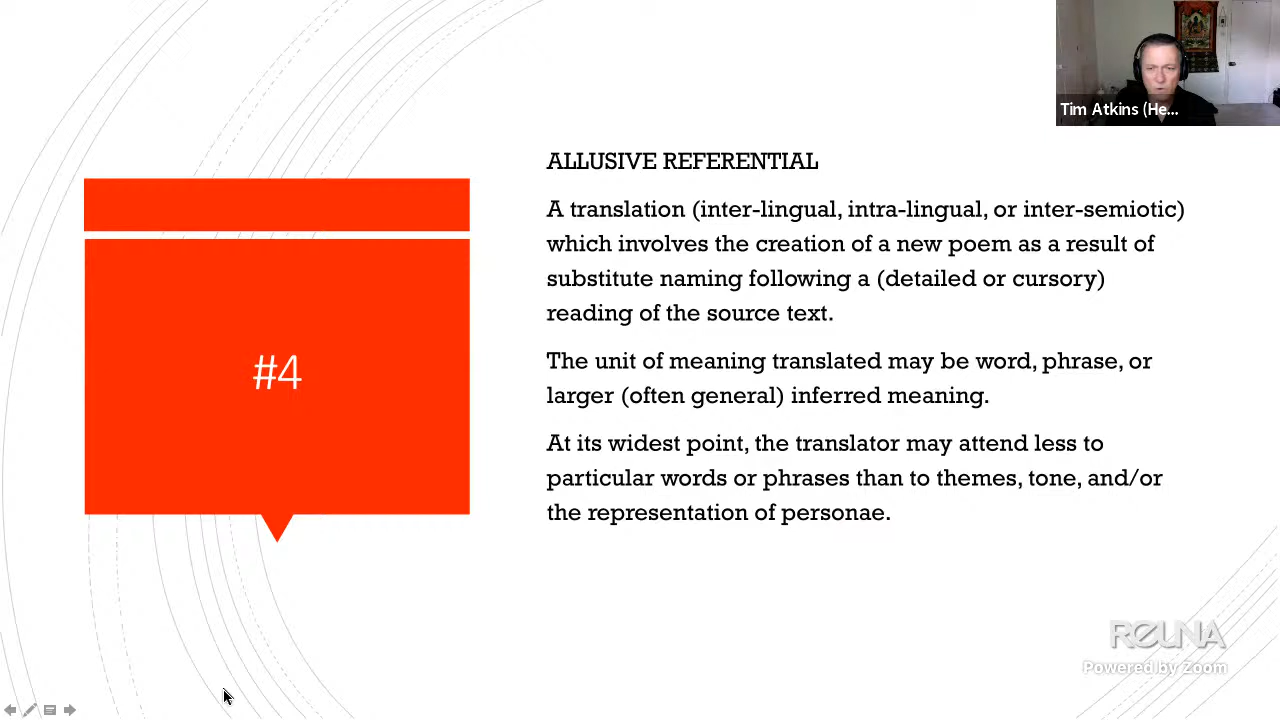 Tim Atkins (He...
ALLUSIVE REFERENTIAL
A translation (inter-lingual, intra-lingual, or inter-semiotic)
which involves the creation of a new poem as a result of
substitute naming following a (detailed or cursory)
reading of the source text.
The unit of meaning translated may be word, phrase, or
larger (often general) inferred meaning.
At its widest point, the translator may attend less to
particular words or phrases than to themes, tone, and/or
the representation of personae.
#4
REUNA
Powered by Zoom